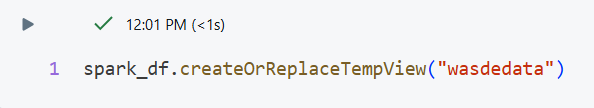 12:01 PM (<1s)
1 spark_df.createOrReplaceTempView("wasdedata")